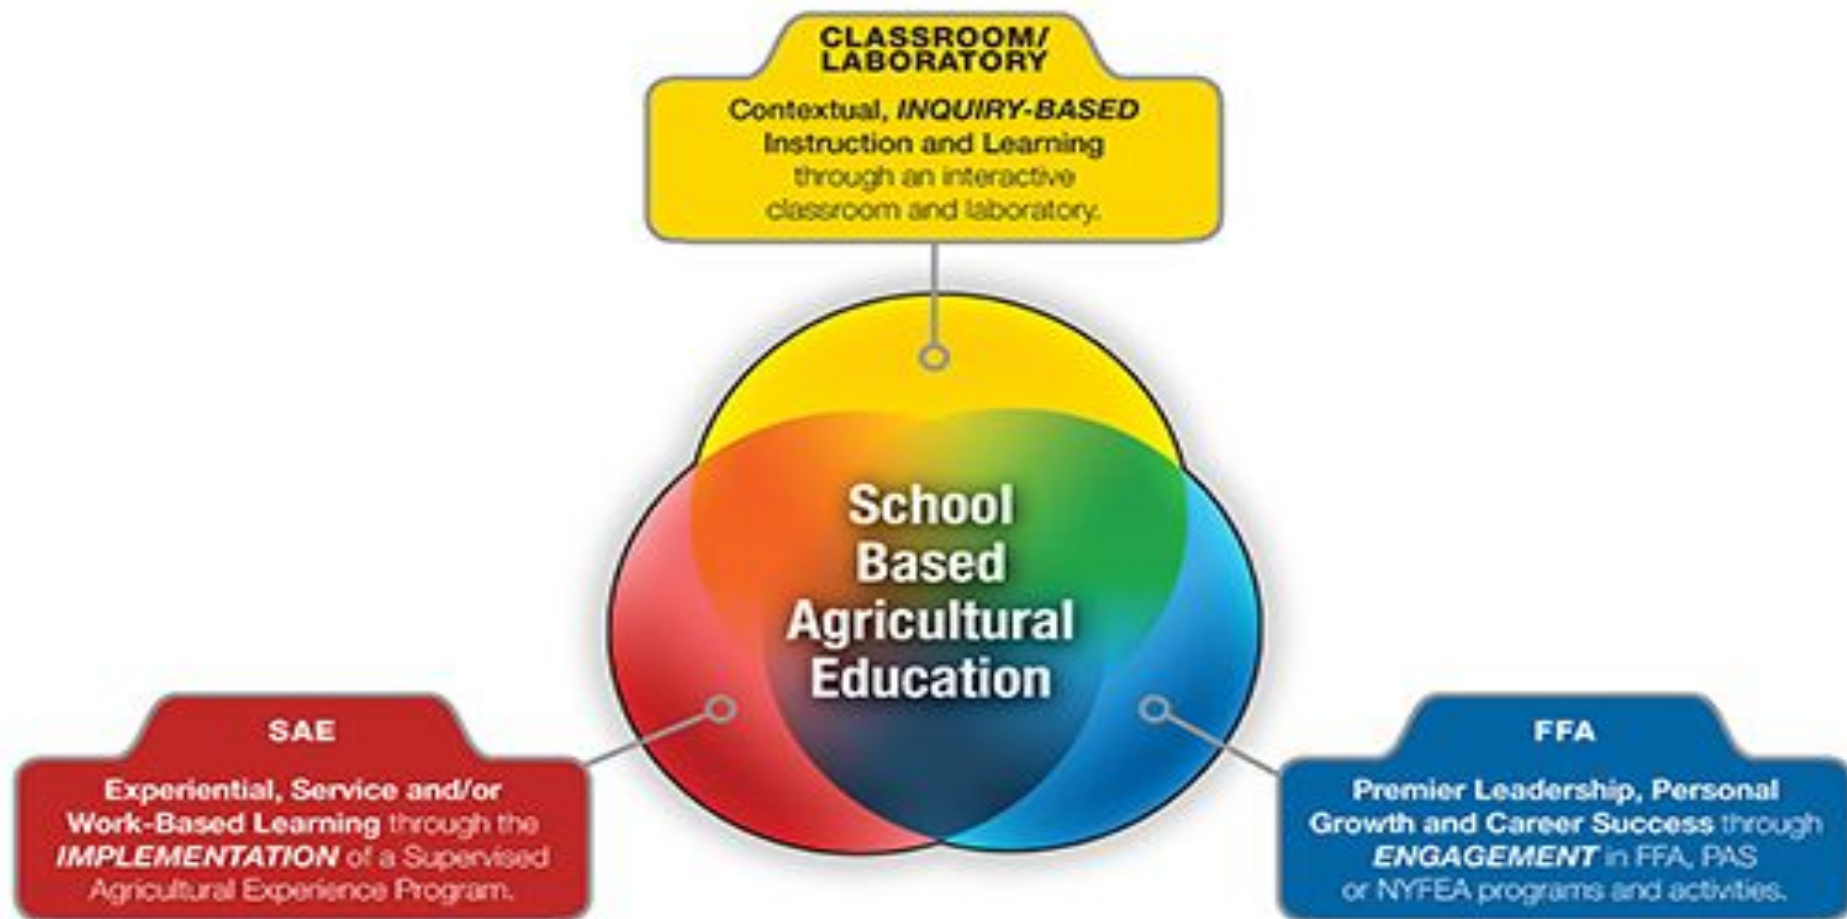 CLASSROOM/
LABORATORY
Contextual, INQUIRY-BASED
Instruction and Learning
through an interactive
classroom and laboratory.
School
Based
Agricultural
Education
SAE
Experiential, Service and/or
Work-Based Learning through the
IMPLEMENTATION of a Supervised
Agricultural Experience Program.
FFA
Premier Leadership, Personal
Growth and Career Success through
ENGAGEMENT in FFA, PAS
or NYFEA programs and activities.